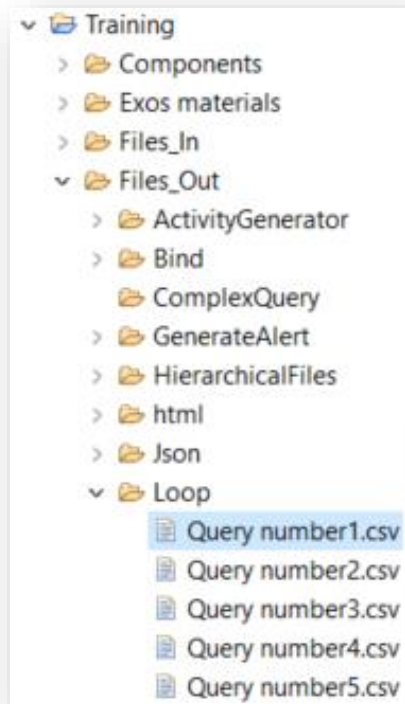 Training
Components
Exos materials
Files_In
Files_Out
ActivityGenerator
Bind
ComplexQuery
GenerateAlert
HierarchicalFiles
html
Json
Loop
Query number1.csv
Query number2.csv
Query number3.csv
Query number4.csv
Query number5.csv